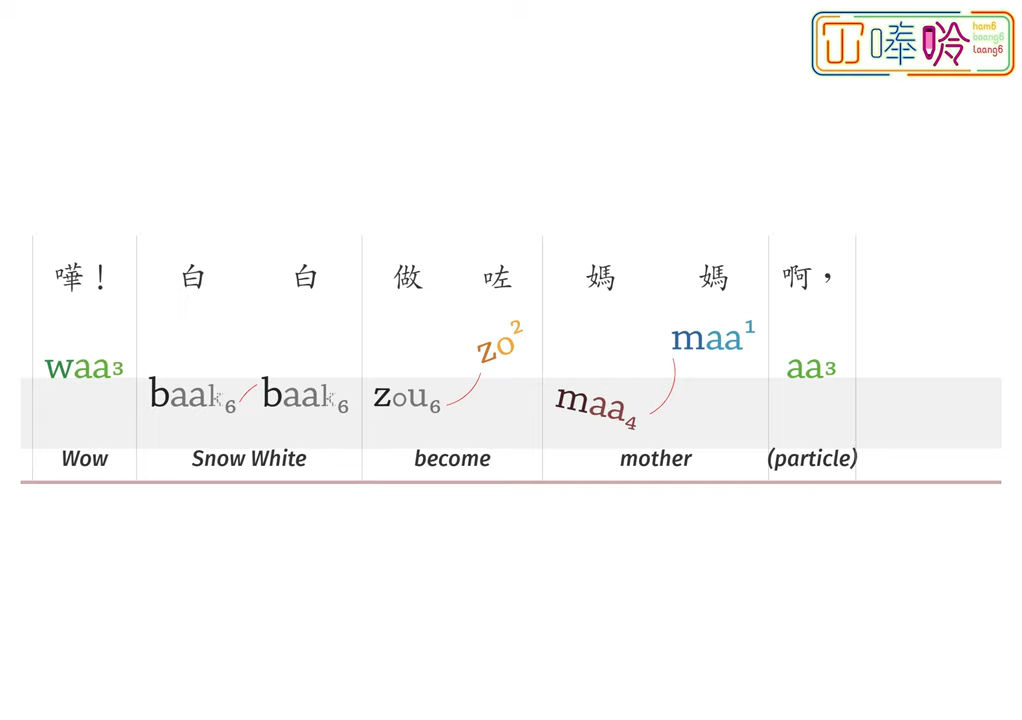 冚唪呤
ham6
baang6
laang6
嘩！ 白 白 做 咗 媽 媽 啊，
waa3 baak6 baak6 zou6 zo2 maa4 maa1 aa3
Wow Snow White become mother (particle)